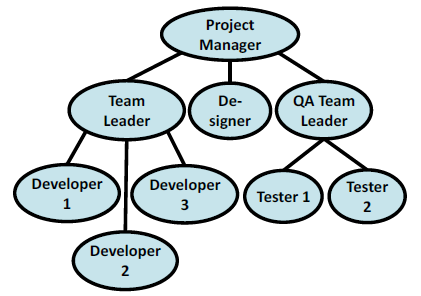 Project
Manager
Team
Leader
De-
signer
QA Team
Leader
Developer
1
Developer
2
Developer
3
Tester 1
Tester
2